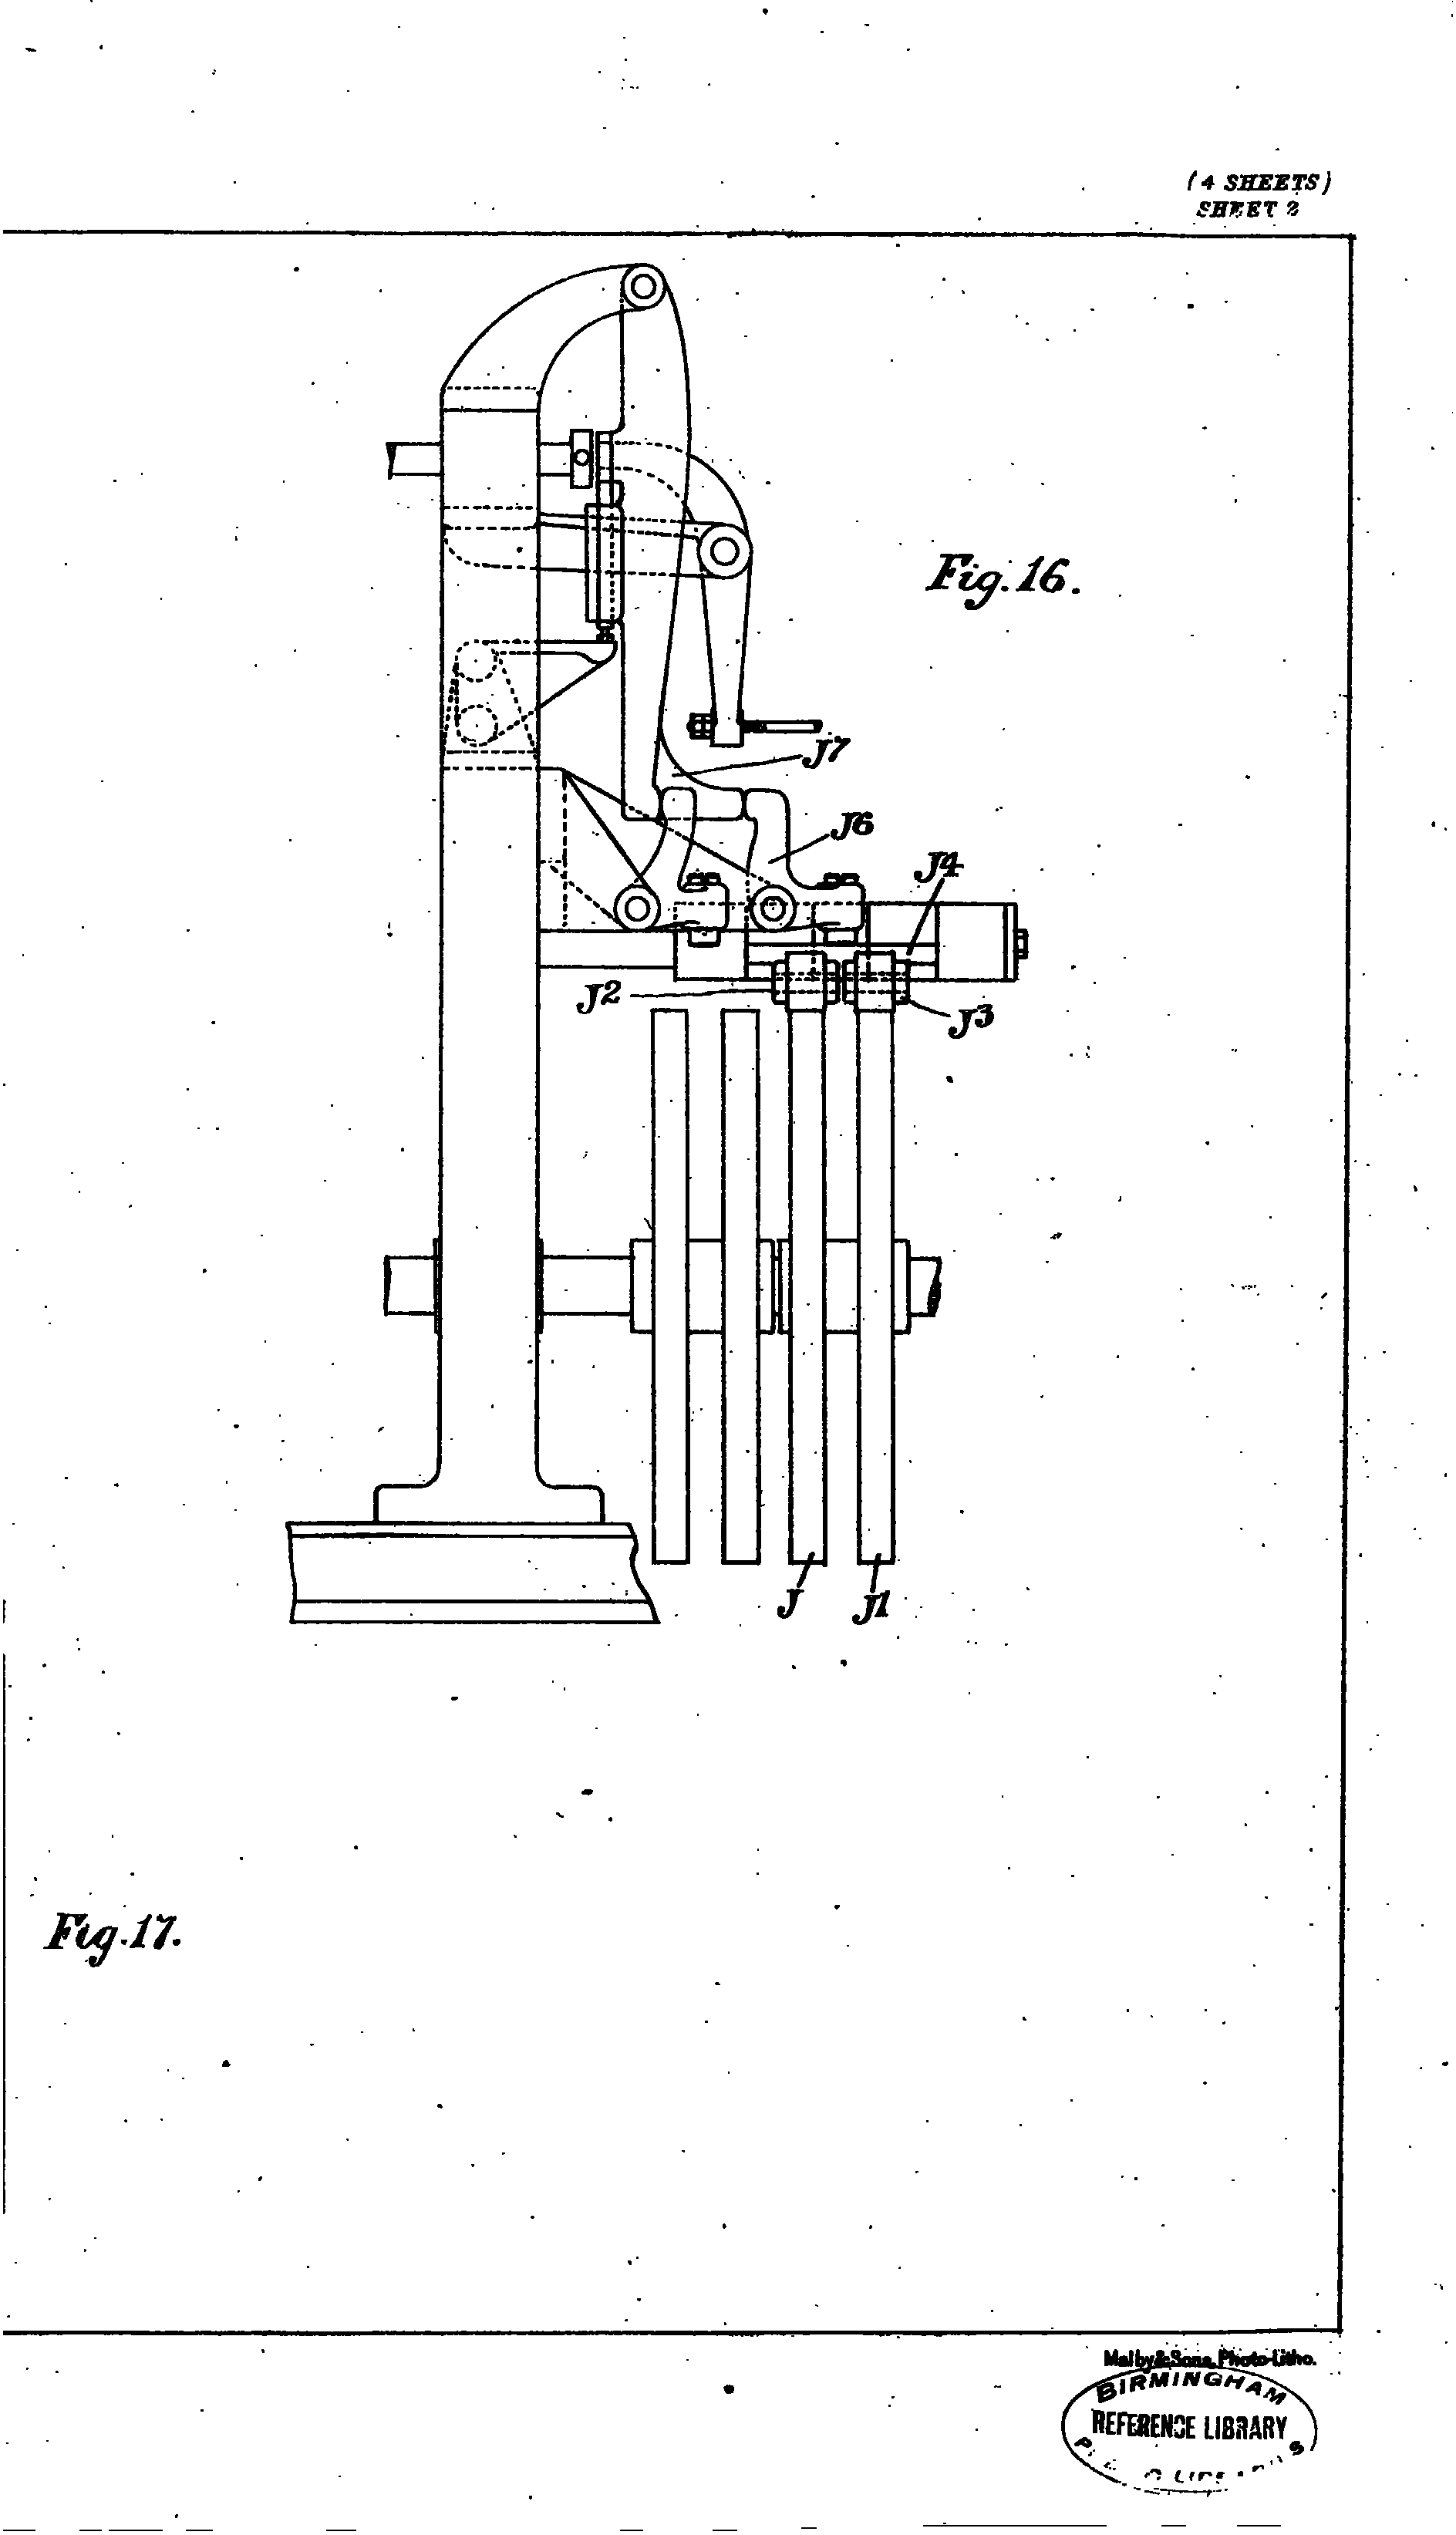 (4 SHEETS)
SHEET 2
Fig. 16.
J7
J6
J4
J2
J3
J
J1
Fig. 17.
Malby&Sons, Photo-Litho.
BIRMINGHAM
REFERENCE LIBRARY